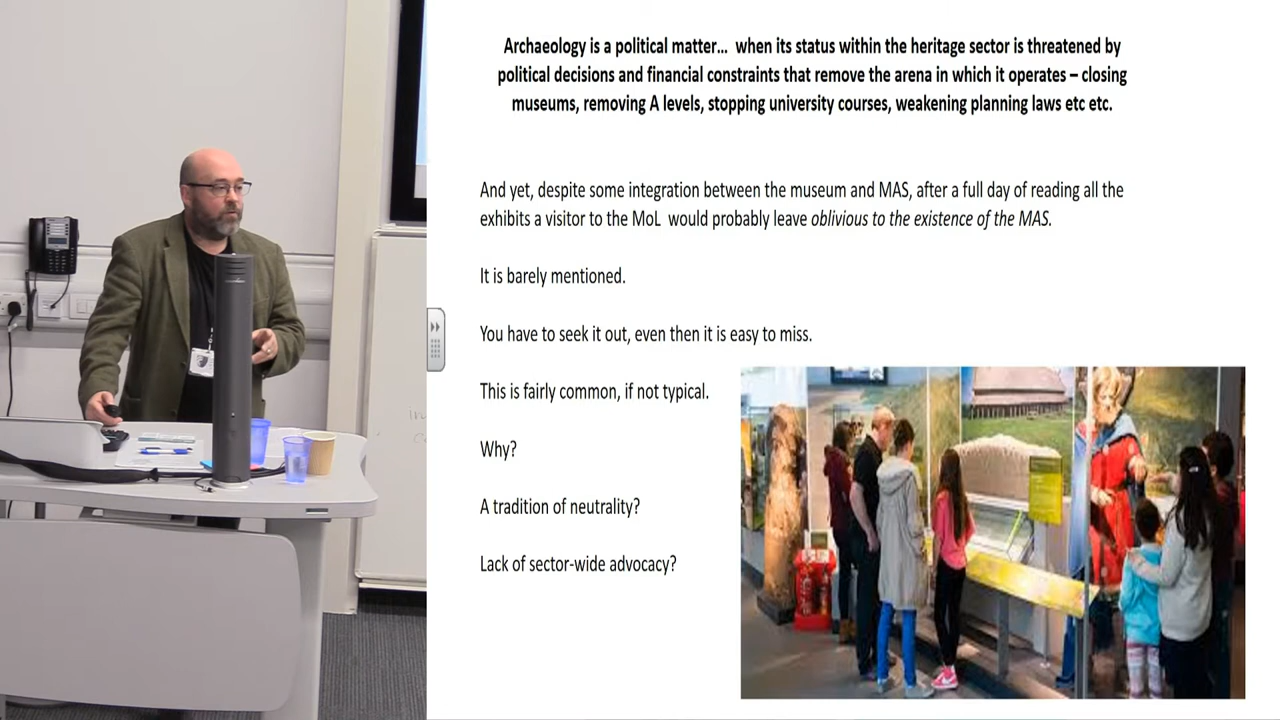 Archaeology is a political matter… when its status within the heritage sector is threatened by
political decisions and financial constraints that remove the arena in which it operates – closing
museums, removing A levels, stopping university courses, weakening planning laws etc etc.
And yet, despite some integration between the museum and MAS, after a full day of reading all the
exhibits a visitor to the MoL would probably leave oblivious to the existence of the MAS.
It is barely mentioned.
You have to seek it out, even then it is easy to miss.
This is fairly common, if not typical.
Why?
A tradition of neutrality?
Lack of sector-wide advocacy?